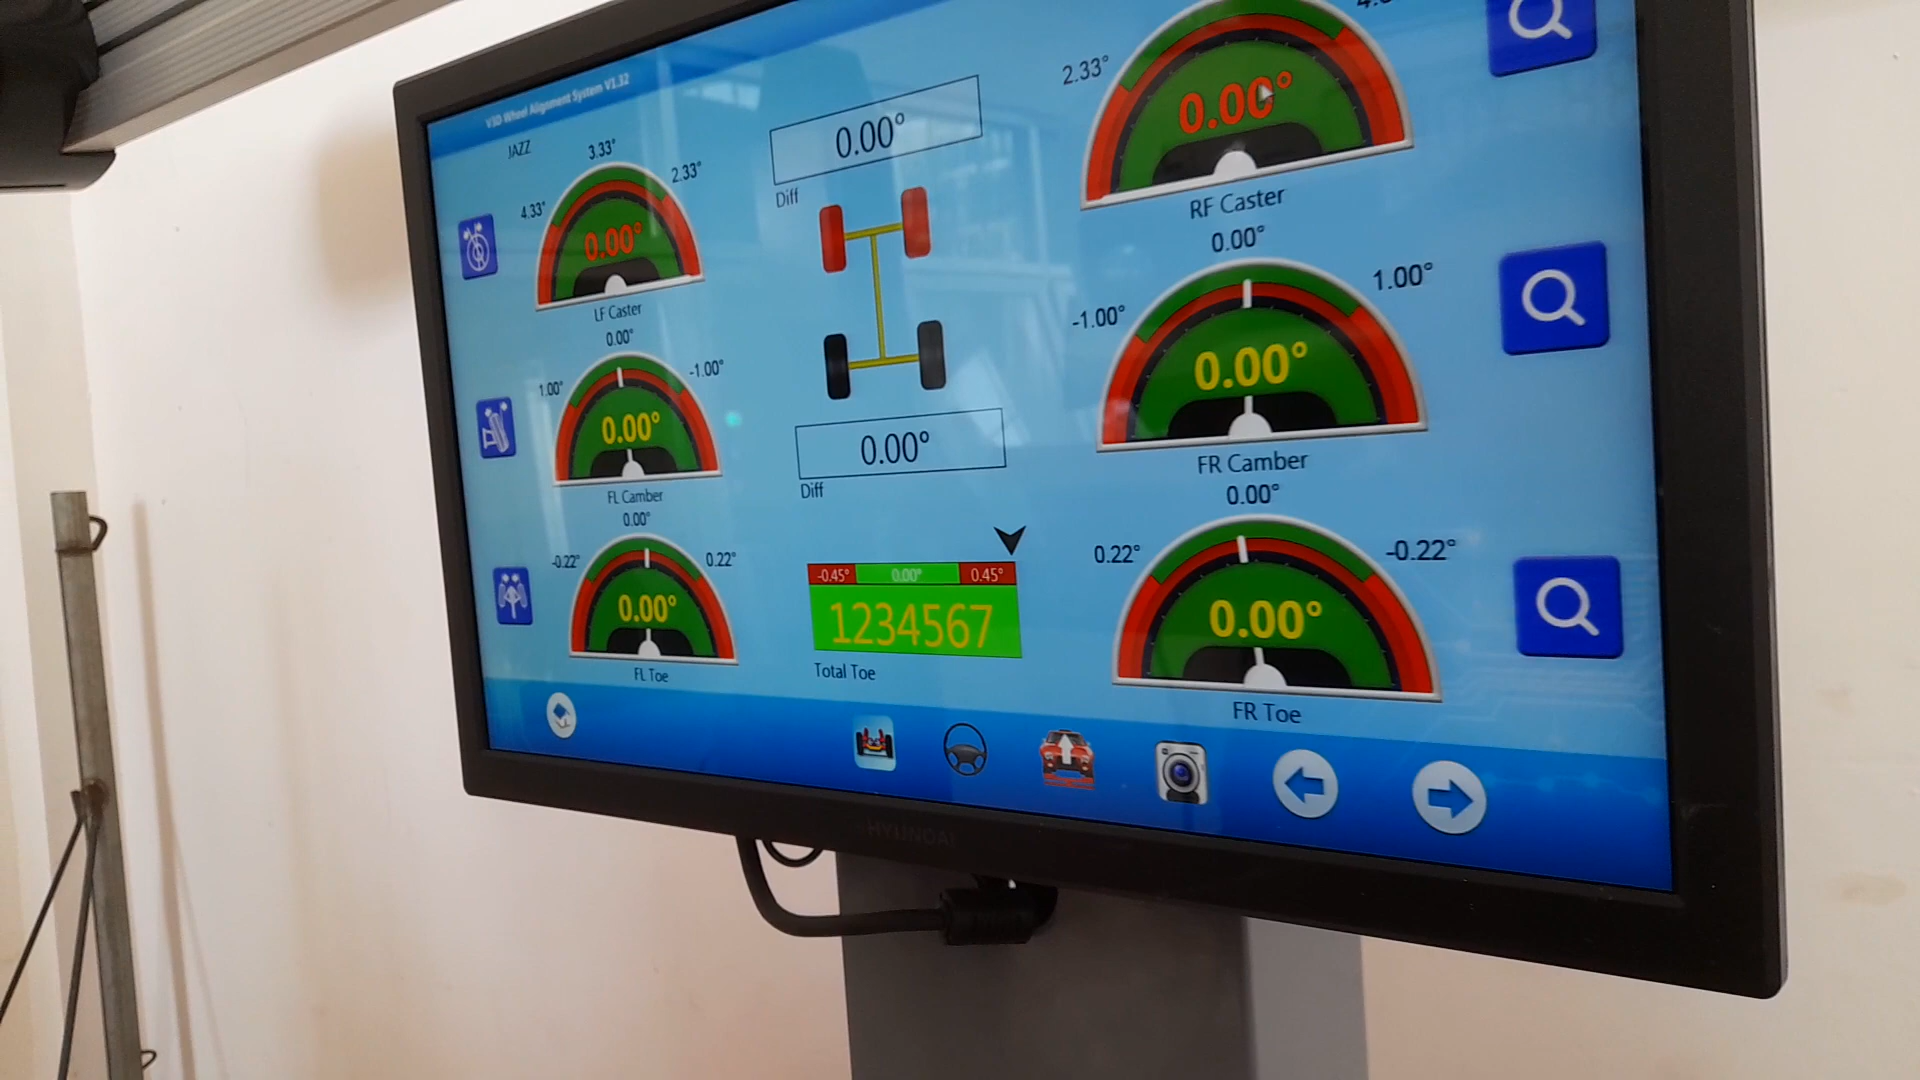 V3D Wheel Alignment System V1.32
JAZZ
3.33°
4.33°
2.33°
0.00°
LF Caster
0.00°
Diff
2.33°
0.00°
RF Caster
0.00°
1.00°
-1.00°
0.00°
FL Camber
0.00°
Diff
0.00°
-1.00°
1.00°
0.00°
FR Camber
0.00°
-0.22°
0.22°
0.00°
FL Toe
-0.45° 0.00° 0.45°
1234567
Total Toe
0.00°
0.22°
-0.22°
0.00°
FR Toe
HYUNDAI